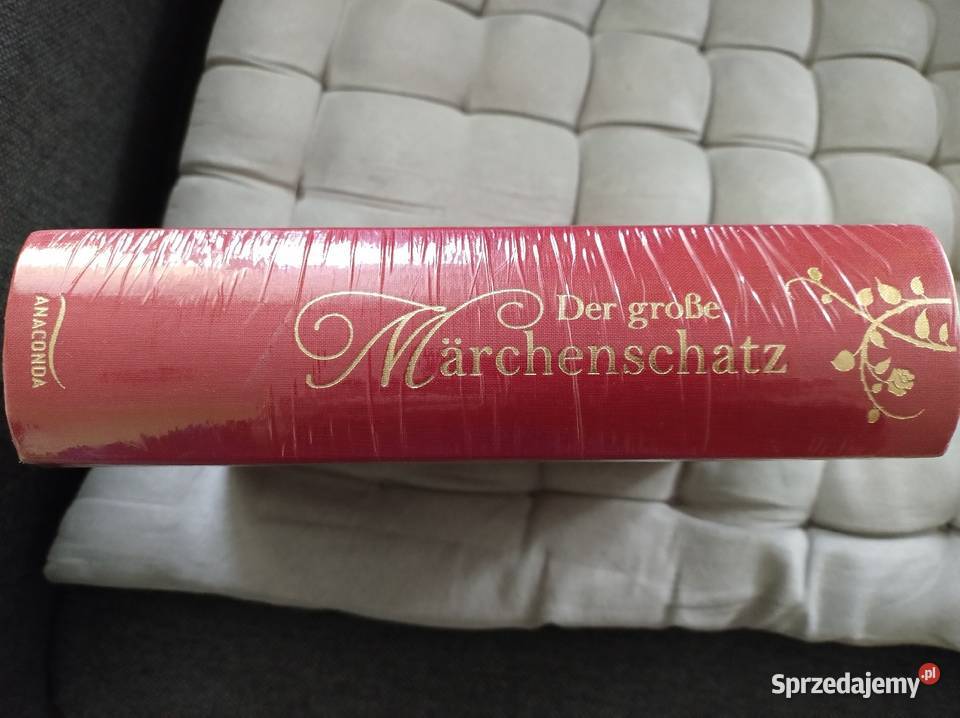 Der große
Märchenschatz
ANACONDA
Sprzedajemy.pl